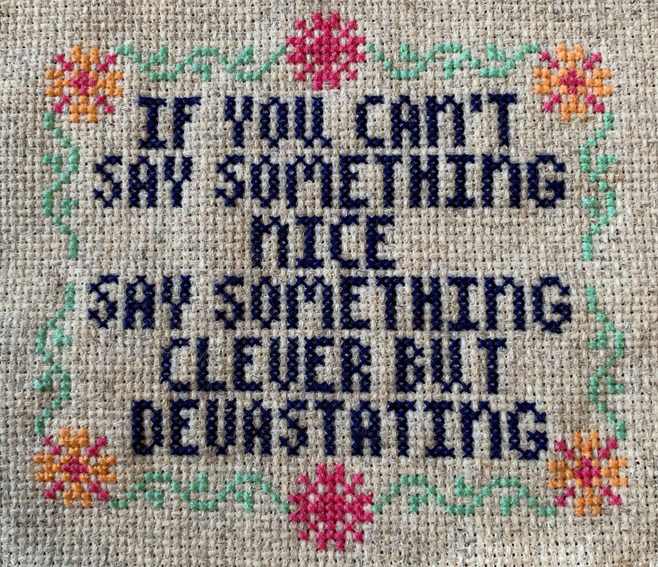 IF YOU CAN'T
SAY SOMETHING
NICE
SAY SOMETHING
CLEVER BUT
DEVASTATING